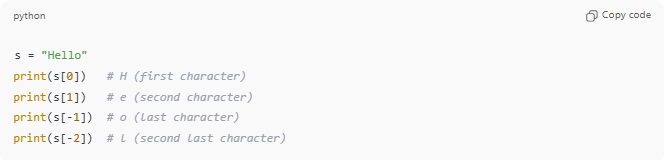 python
Copy code
s = "Hello"
print(s[0])   # H (first character)
print(s[1])   # e (second character)
print(s[-1])  # o (last character)
print(s[-2])  # l (second last character)